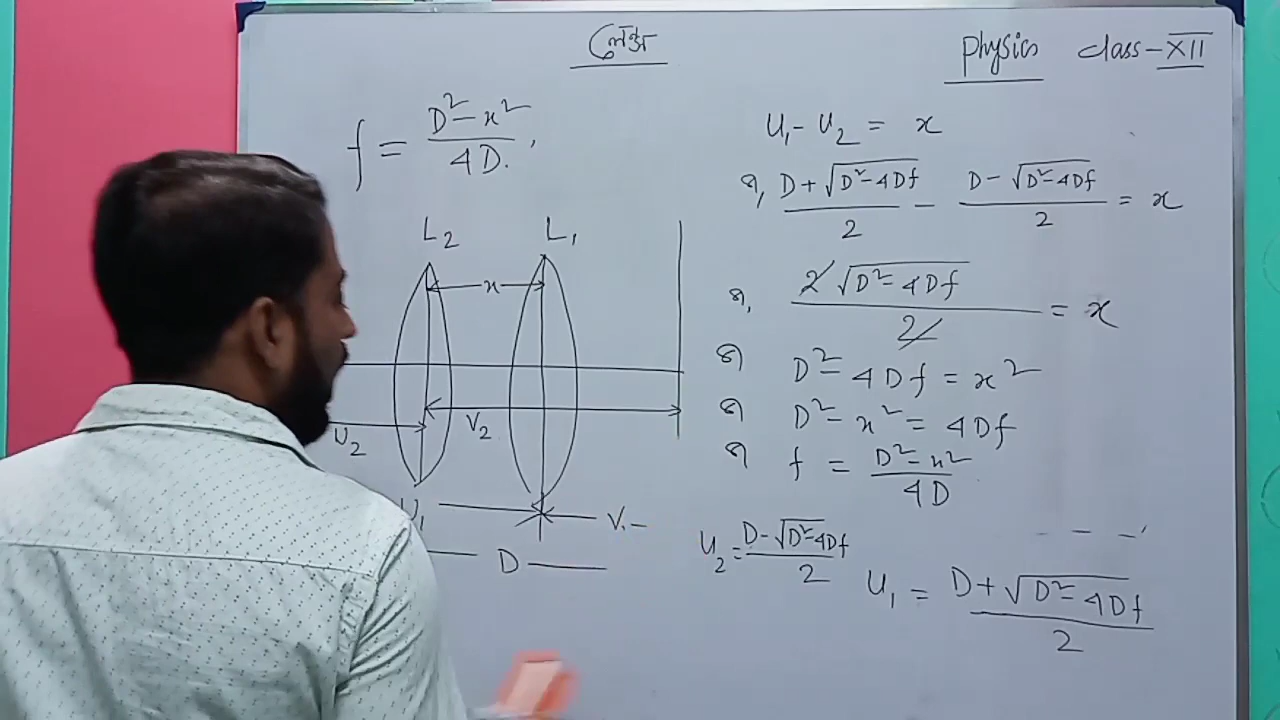 লেন্স
Physics class-XII
f = D²-x² / 4D.
L₂ L₁
x
U₂ V₂
U₁ V₁
D
U₁- U₂ = x
বা, D+√D²-4Df / 2 - D-√D²-4Df / 2 = x
বা, 2√D²-4Df / 2 = x
বা D²-4Df = x²
বা D²-x² = 4Df
বা f = D²-x² / 4D
U₂ = D-√D²-4Df / 2
U₁ = D+√D²-4Df / 2